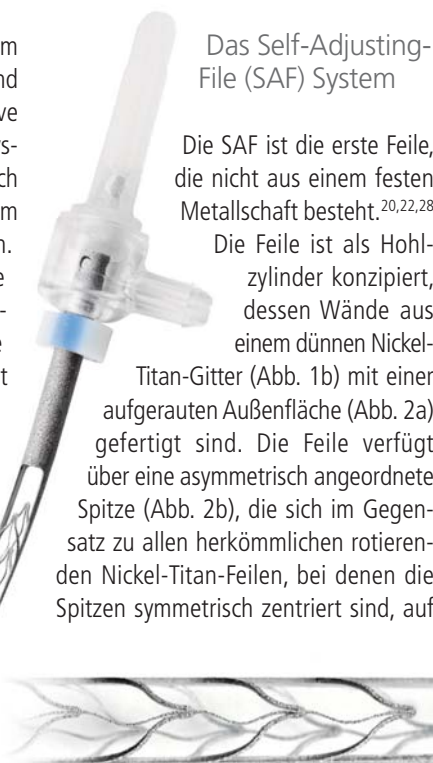 Das Self-Adjusting-
File (SAF) System
Die SAF ist die erste Feile,
die nicht aus einem festen
Metallschaft besteht.20,22,28
Die Feile ist als Hohl-
zylinder konzipiert,
dessen Wände aus
einem dünnen Nickel-
Titan-Gitter (Abb. 1b) mit einer
aufgerauten Außenfläche (Abb. 2a)
gefertigt sind. Die Feile verfügt
über eine asymmetrisch angeordnete
Spitze (Abb. 2b), die sich im Gegen-
satz zu allen herkömmlichen rotieren-
den Nickel-Titan-Feilen, bei denen die
Spitzen symmetrisch zentriert sind, auf